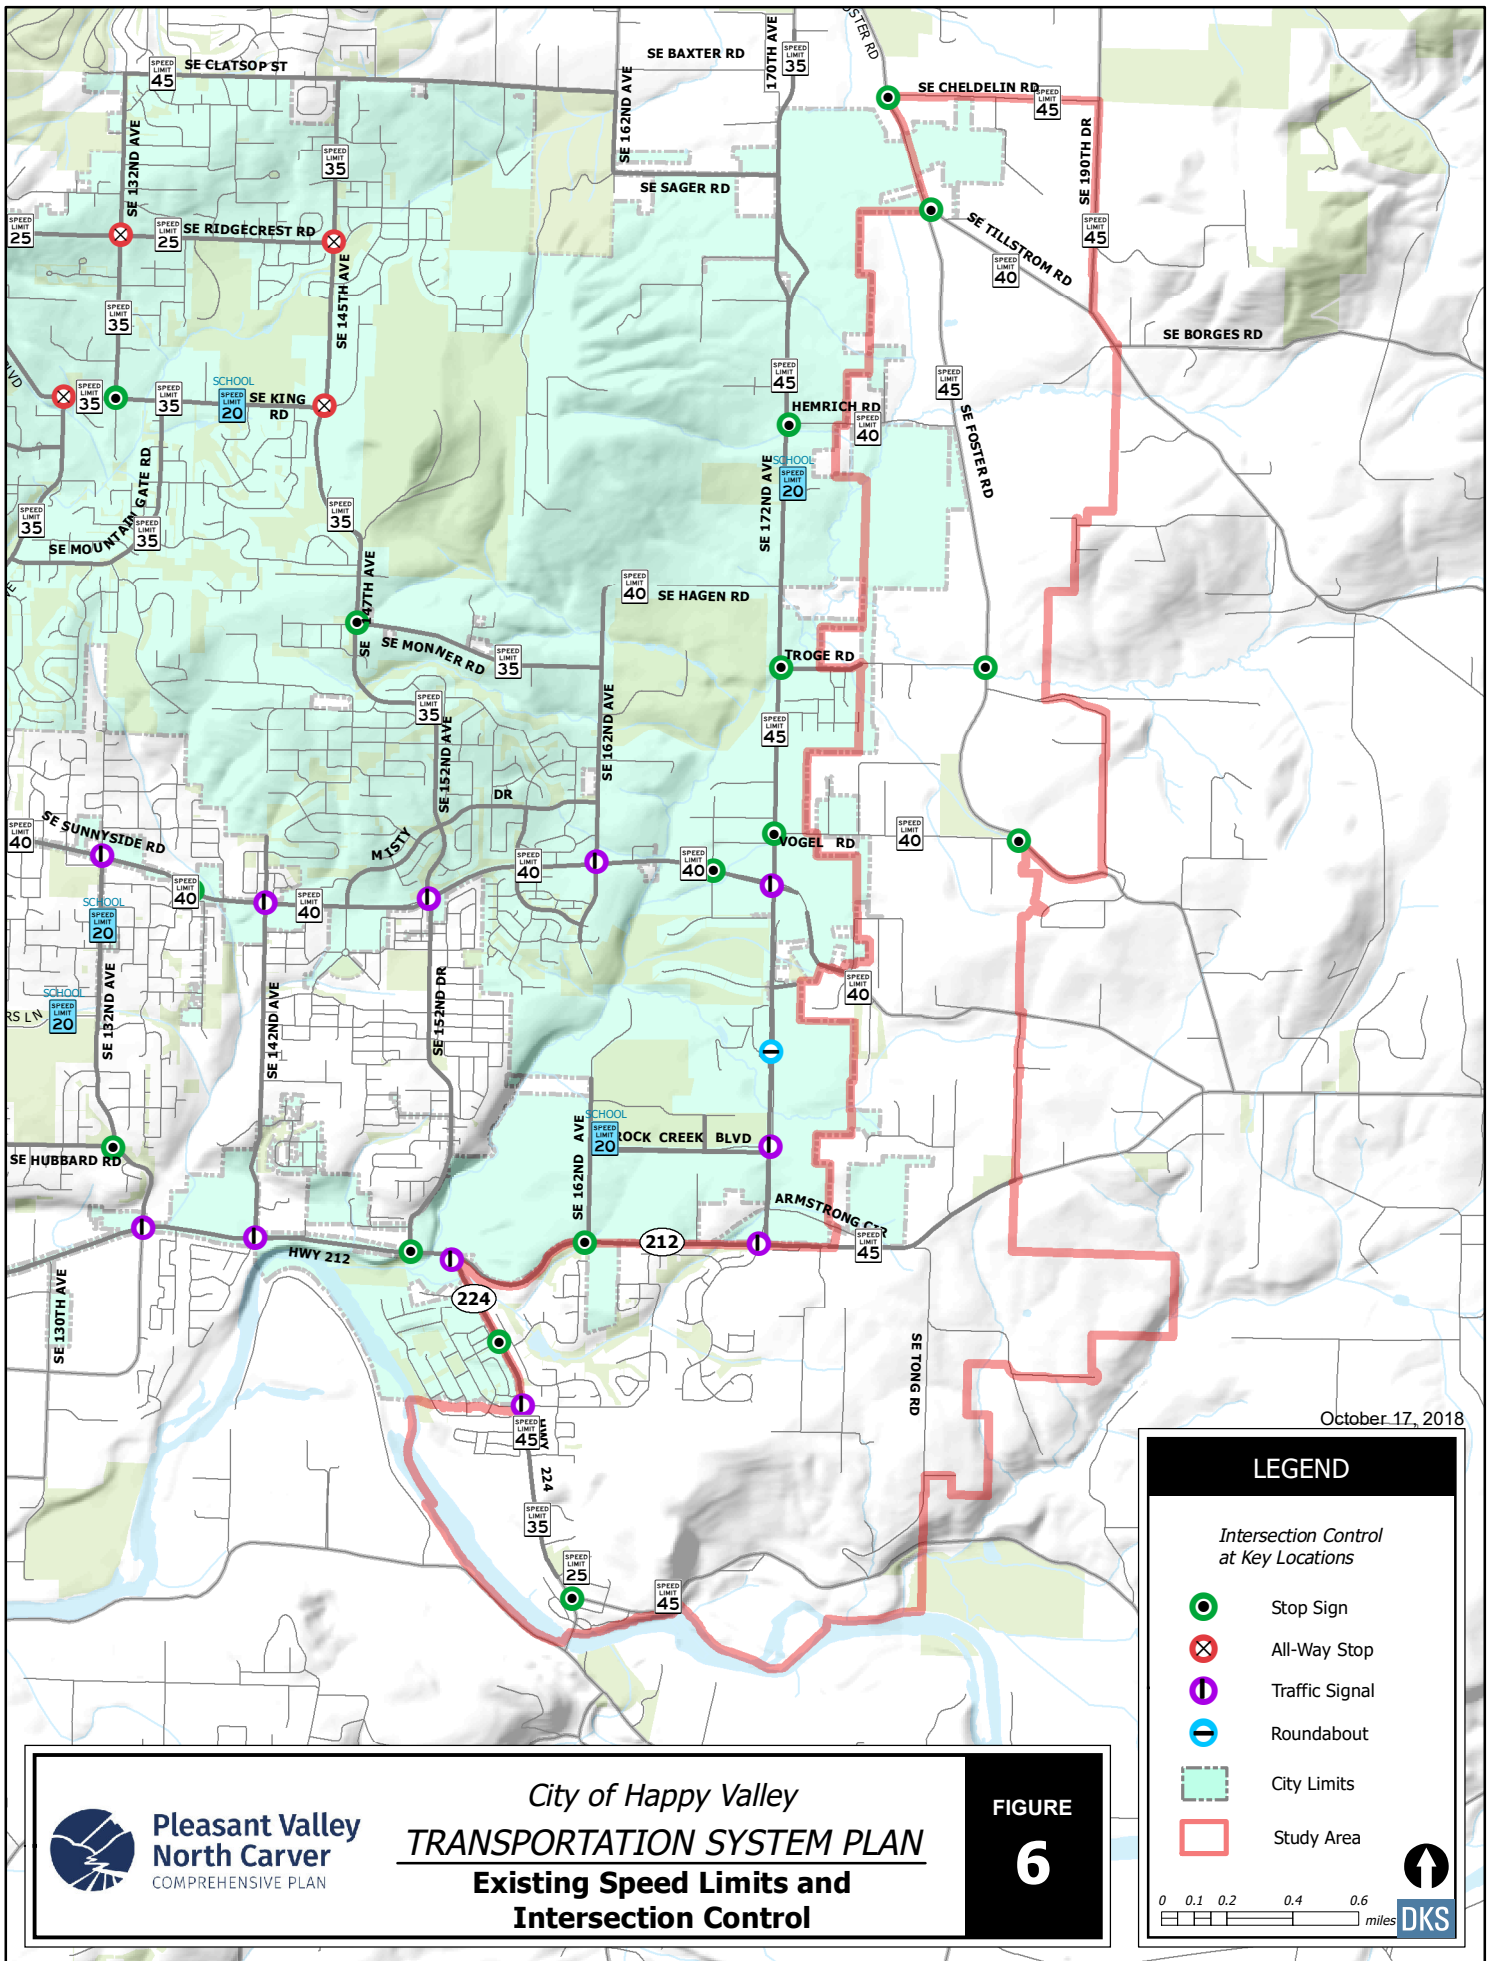 OSTER RD
SE BAXTER RD
170TH AVE
SPEED LIMIT 35
SE CLATSOP ST
SPEED LIMIT 45
SE 162ND AVE
SE CHELDELIN RD
SPEED LIMIT 45
SE 132ND AVE
SPEED LIMIT 35
SE 190TH DR
SE SAGER RD
SPEED LIMIT 25
SPEED LIMIT 25
SE RIDGECREST RD
SPEED LIMIT 45
SE TILLSTROM RD
SPEED LIMIT 40
SE 145TH AVE
SPEED LIMIT 35
SE BORGES RD
BLVD
SPEED LIMIT 35
SPEED LIMIT 35
SCHOOL
SPEED LIMIT 20
SE KING
RD
SPEED LIMIT 45
SPEED LIMIT 45
HEMRICH RD
SPEED LIMIT 40
SE FOSTER RD
SE MOUNTAIN GATE RD
SCHOOL
SPEED LIMIT 20
SE 172ND AVE
SPEED LIMIT 35
SPEED LIMIT 35
SPEED LIMIT 35
SE 147TH AVE
SPEED LIMIT 40
SE HAGEN RD
SE MONNER RD
SPEED LIMIT 35
TROGE RD
SPEED LIMIT 35
SE 162ND AVE
SPEED LIMIT 45
SE 152ND AVE
MISTY
DR
SPEED LIMIT 40
SE SUNNYSIDE RD
VOGEL RD
SPEED LIMIT 40
SPEED LIMIT 40
SPEED LIMIT 40
SPEED LIMIT 40
SPEED LIMIT 40
SCHOOL
SPEED LIMIT 20
SCHOOL
SPEED LIMIT 20
RS LN
SE 132ND AVE
SE 142ND AVE
SE 152ND DR
SPEED LIMIT 40
SCHOOL
SPEED LIMIT 20
ROCK CREEK BLVD
SE HUBBARD RD
SE 162ND AVE
ARMSTRONG CIR
SPEED LIMIT 45
HWY 212
212
224
SE 130TH AVE
SE TONG RD
SPEED LIMIT 45
HWY 224
SPEED LIMIT 35
SPEED LIMIT 25
SPEED LIMIT 45
October 17, 2018
LEGEND
Intersection Control
at Key Locations
Stop Sign
All-Way Stop
Traffic Signal
Roundabout
City Limits
Study Area
0 0.1 0.2 0.4 0.6
miles
DKS
Pleasant Valley
North Carver
COMPREHENSIVE PLAN
City of Happy Valley
TRANSPORTATION SYSTEM PLAN
Existing Speed Limits and
Intersection Control
FIGURE
6